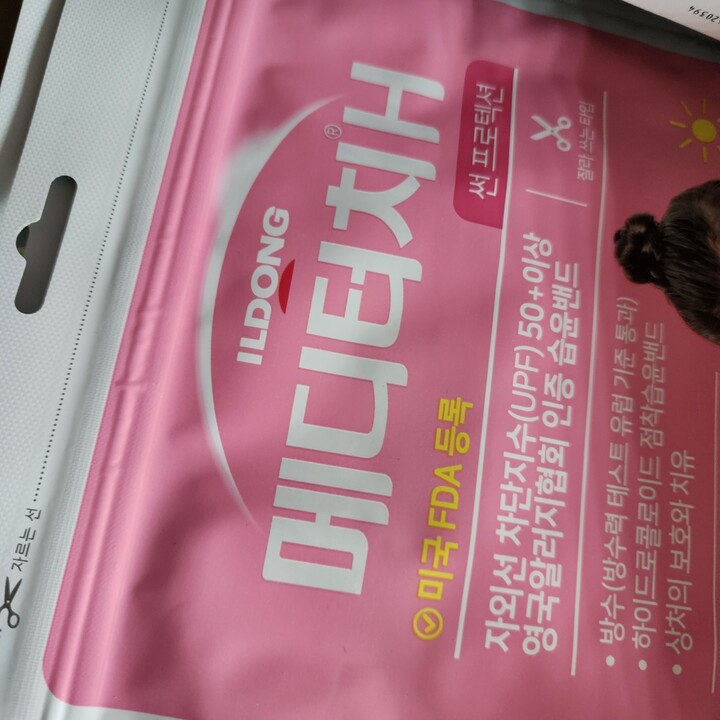 ILDONG
메디터치H®
썬 프로텍션
미국 FDA 등록
잘라 쓰는 타입
자외선 차단지수(UPF) 50+이상
영국알러지협회 인증 습윤밴드
• 방수(방수력 테스트 유럽 기준 통과)
• 하이드로콜로이드 점착습윤밴드
• 상처의 보호와 치유
자르는 선